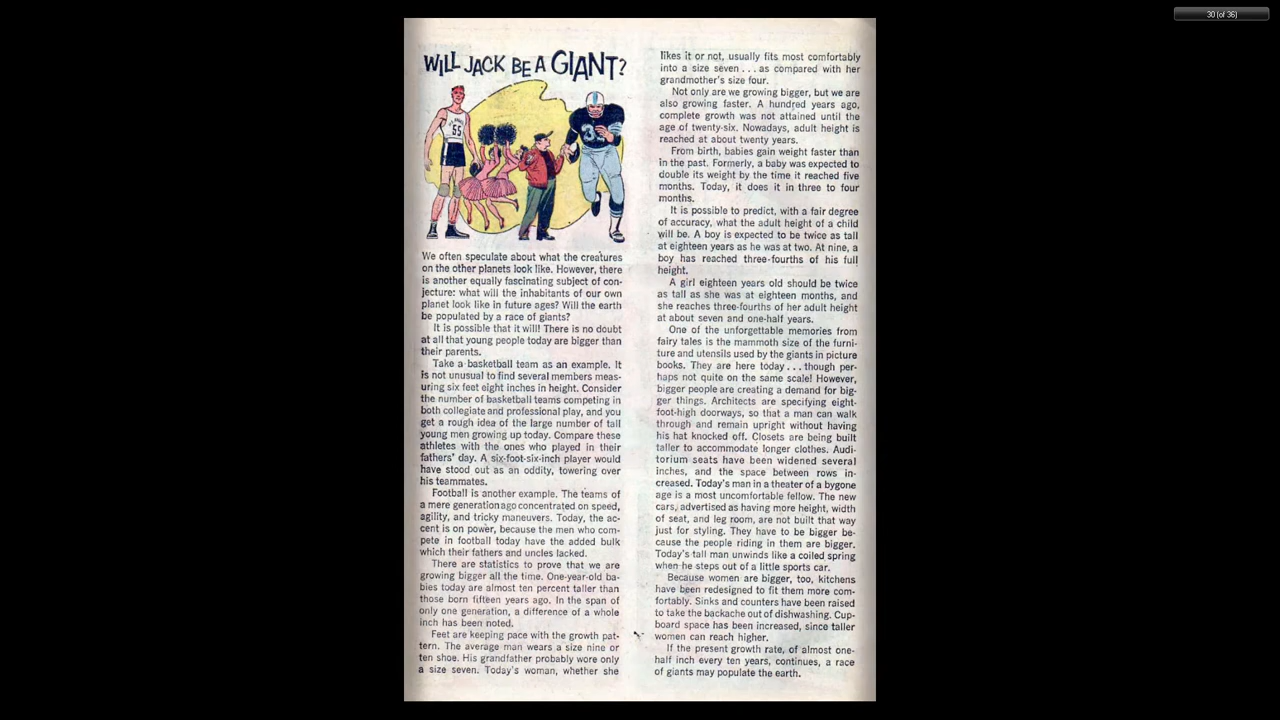 30 (of 36)
WILL JACK BE A GIANT?
55
3
We often speculate about what the creatures
on the other planets look like. However, there
is another equally fascinating subject of con-
jecture: what will the inhabitants of our own
planet look like in future ages? Will the earth
be populated by a race of giants?
It is possible that it will! There is no doubt
at all that young people today are bigger than
their parents.
Take a basketball team as an example. It
is not unusual to find several members meas-
uring six feet eight inches in height. Consider
the number of basketball teams competing in
both collegiate and professional play, and you
get a rough idea of the large number of tall
young men growing up today. Compare these
athletes with the ones who played in their
fathers' day. A six-foot-six-inch player would
have stood out as an oddity, towering over
his teammates.
Football is another example. The teams of
a mere generation ago concentrated on speed,
agility, and tricky maneuvers. Today, the ac-
cent is on power, because the men who com-
pete in football today have the added bulk
which their fathers and uncles lacked.
There are statistics to prove that we are
growing bigger all the time. One-year-old ba-
bies today are almost ten percent taller than
those born fifteen years ago. In the span of
only one generation, a difference of a whole
inch has been noted.
Feet are keeping pace with the growth pat-
tern. The average man wears a size nine or
ten shoe. His grandfather probably wore only
a size seven. Today's woman, whether she
likes it or not, usually fits most comfortably
into a size seven . . . as compared with her
grandmother's size four.
Not only are we growing bigger, but we are
also growing faster. A hundred years ago,
complete growth was not attained until the
age of twenty-six. Nowadays, adult height is
reached at about twenty years.
From birth, babies gain weight faster than
in the past. Formerly, a baby was expected to
double its weight by the time it reached five
months. Today, it does it in three to four
months.
It is possible to predict, with a fair degree
of accuracy, what the adult height of a child
will be. A boy is expected to be twice as tall
at eighteen years as he was at two. At nine, a
boy has reached three-fourths of his full
height.
A girl eighteen years old should be twice
as tall as she was at eighteen months, and
she reaches three-fourths of her adult height
at about seven and one-half years.
One of the unforgettable memories from
fairy tales is the mammoth size of the furni-
ture and utensils used by the giants in picture
books. They are here today . . . though per-
haps not quite on the same scale! However,
bigger people are creating a demand for big-
ger things. Architects are specifying eight-
foot-high doorways, so that a man can walk
through and remain upright without having
his hat knocked off. Closets are being built
taller to accommodate longer clothes. Audi-
torium seats have been widened several
inches, and the space between rows in-
creased. Today's man in a theater of a bygone
age is a most uncomfortable fellow. The new
cars, advertised as having more height, width
of seat, and leg room, are not built that way
just for styling. They have to be bigger be-
cause the people riding in them are bigger.
Today's tall man unwinds like a coiled spring
when he steps out of a little sports car.
Because women are bigger, too, kitchens
have been redesigned to fit them more com-
fortably. Sinks and counters have been raised
to take the backache out of dishwashing. Cup-
board space has been increased, since taller
women can reach higher.
If the present growth rate, of almost one-
half inch every ten years, continues, a race
of giants may populate the earth.